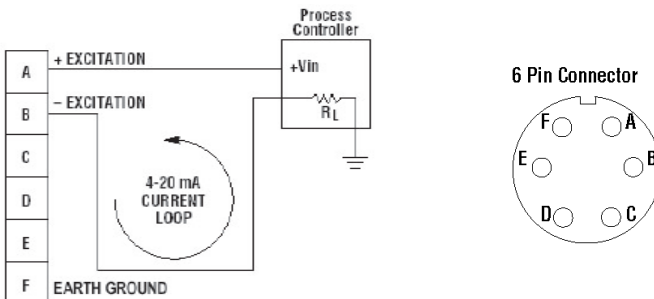 Process
Controller
+ EXCITATION
A
+Vin
– EXCITATION
B
RL
C
4-20 mA
CURRENT
LOOP
D
E
F
EARTH GROUND
6 Pin Connector
F
A
E
B
D
C